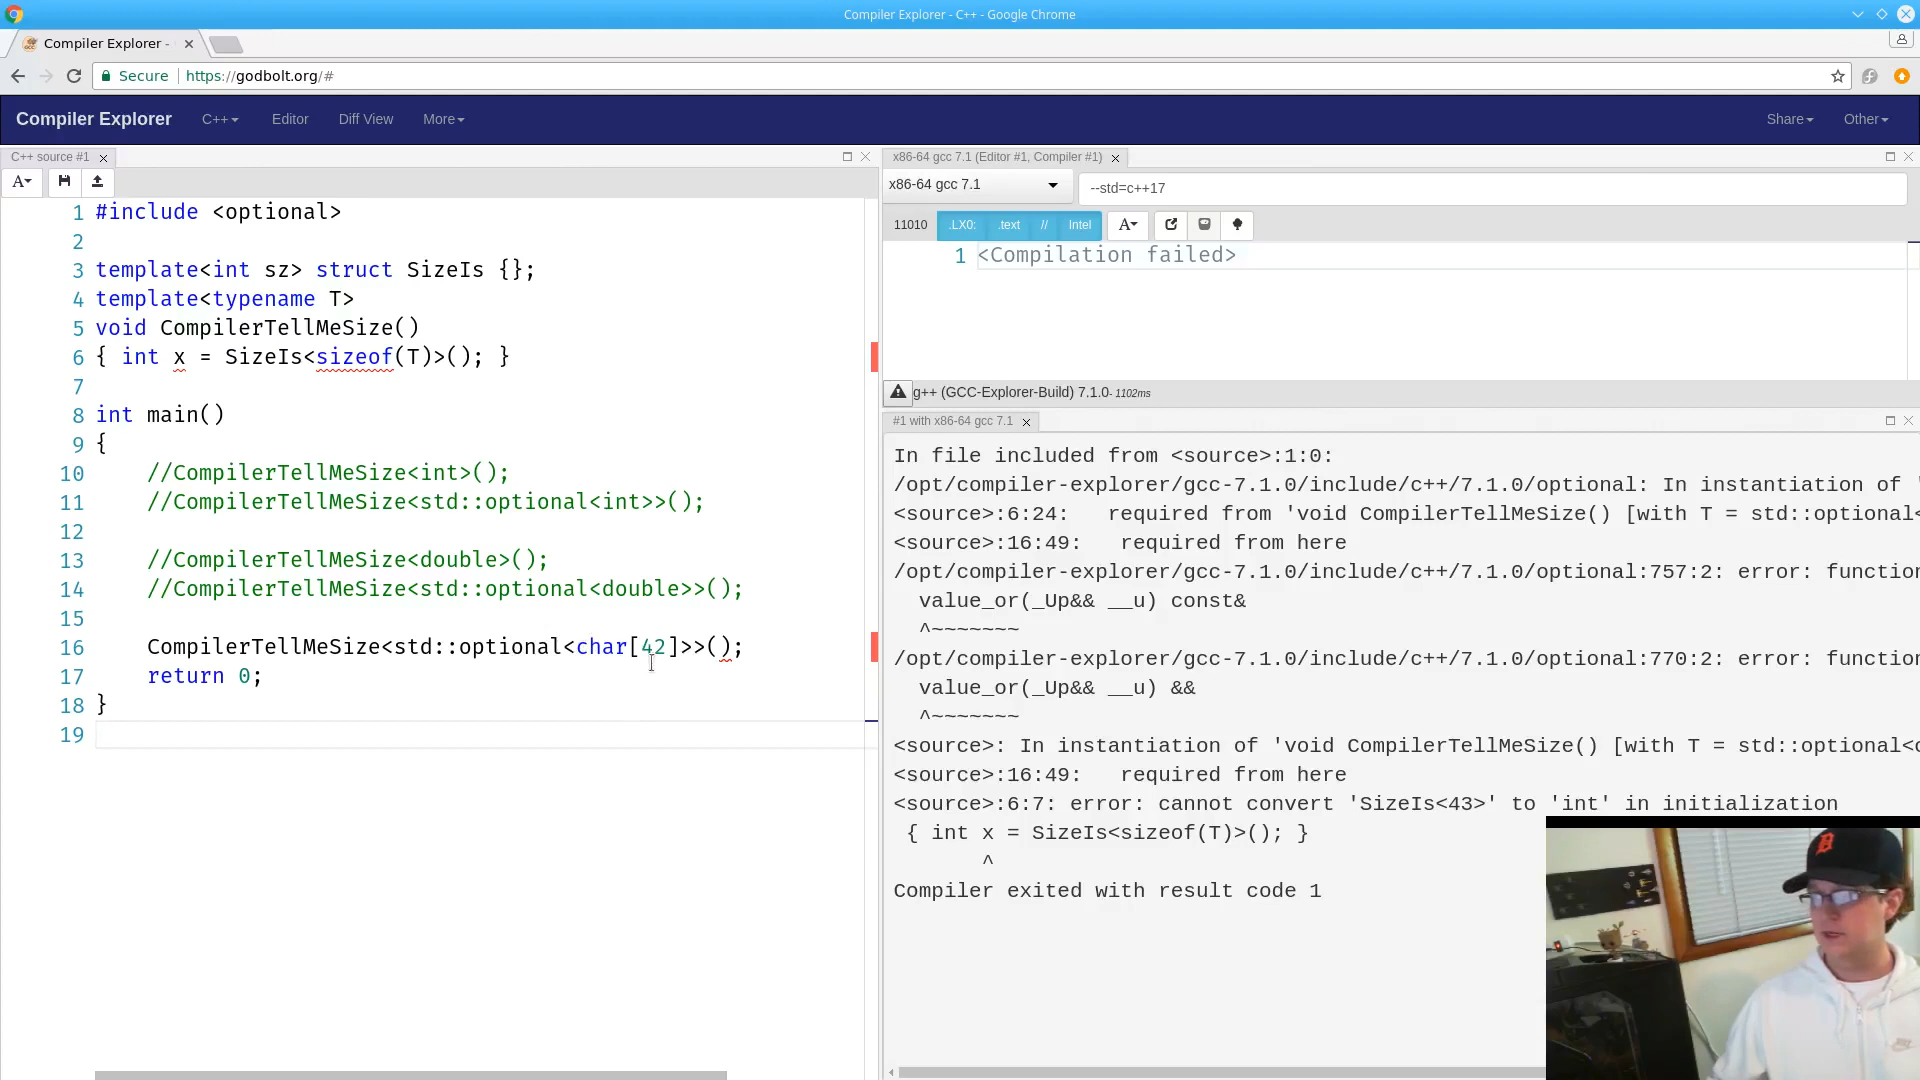 Compiler Explorer - C++ - Google Chrome
Compiler Explorer -
Secure https://godbolt.org/#
Compiler Explorer C++ Editor Diff View More Share Other
C++ source #1
A
1 #include <optional>
2
3 template<int sz> struct SizeIs {};
4 template<typename T>
5 void CompilerTellMeSize()
6 { int x = SizeIs<sizeof(T)>(); }
7
8 int main()
9 {
10 //CompilerTellMeSize<int>();
11 //CompilerTellMeSize<std::optional<int>>();
12
13 //CompilerTellMeSize<double>();
14 //CompilerTellMeSize<std::optional<double>>();
15
16 CompilerTellMeSize<std::optional<char[42]>>();
17 return 0;
18 }
19
x86-64 gcc 7.1 (Editor #1, Compiler #1)
x86-64 gcc 7.1 --std=c++17
11010 .LX0: .text // Intel A
1 <Compilation failed>
g++ (GCC-Explorer-Build) 7.1.0 - 1102ms
#1 with x86-64 gcc 7.1
In file included from <source>:1:0:
/opt/compiler-explorer/gcc-7.1.0/include/c++/7.1.0/optional: In instantiation of '
<source>:6:24:   required from 'void CompilerTellMeSize() [with T = std::optional<
<source>:16:49:   required from here
/opt/compiler-explorer/gcc-7.1.0/include/c++/7.1.0/optional:757:2: error: function
value_or(_Up&& __u) const&
^~~~~~~~
/opt/compiler-explorer/gcc-7.1.0/include/c++/7.1.0/optional:770:2: error: function
value_or(_Up&& __u) &&
^~~~~~~~
<source>: In instantiation of 'void CompilerTellMeSize() [with T = std::optional<c
<source>:16:49:   required from here
<source>:6:7: error: cannot convert 'SizeIs<43>' to 'int' in initialization
{ int x = SizeIs<sizeof(T)>(); }
^
Compiler exited with result code 1